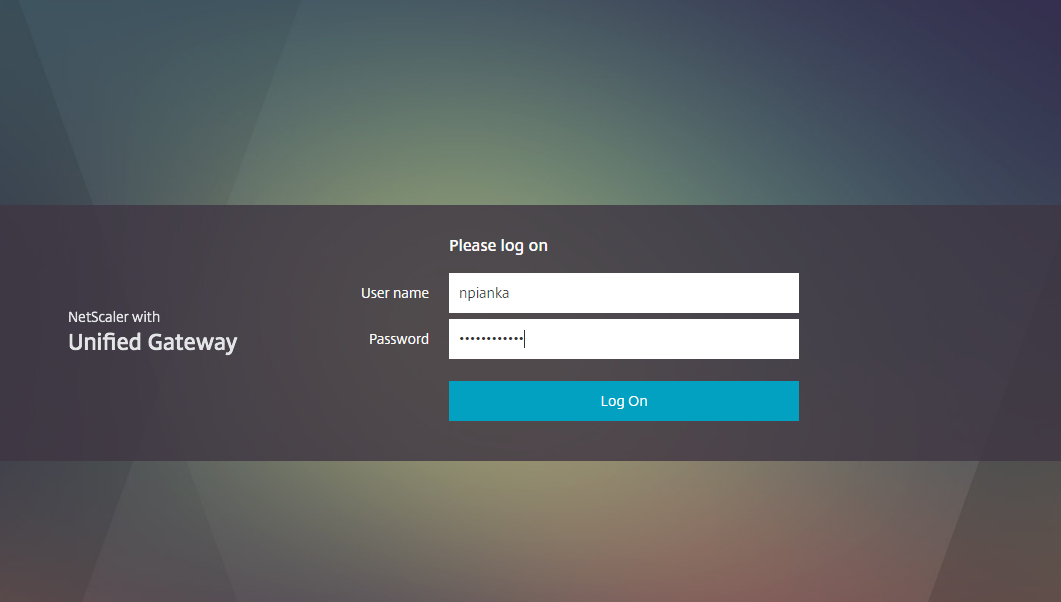 Please log on
User name npianka
NetScaler with
Unified Gateway
Password ••••••••••••
Log On